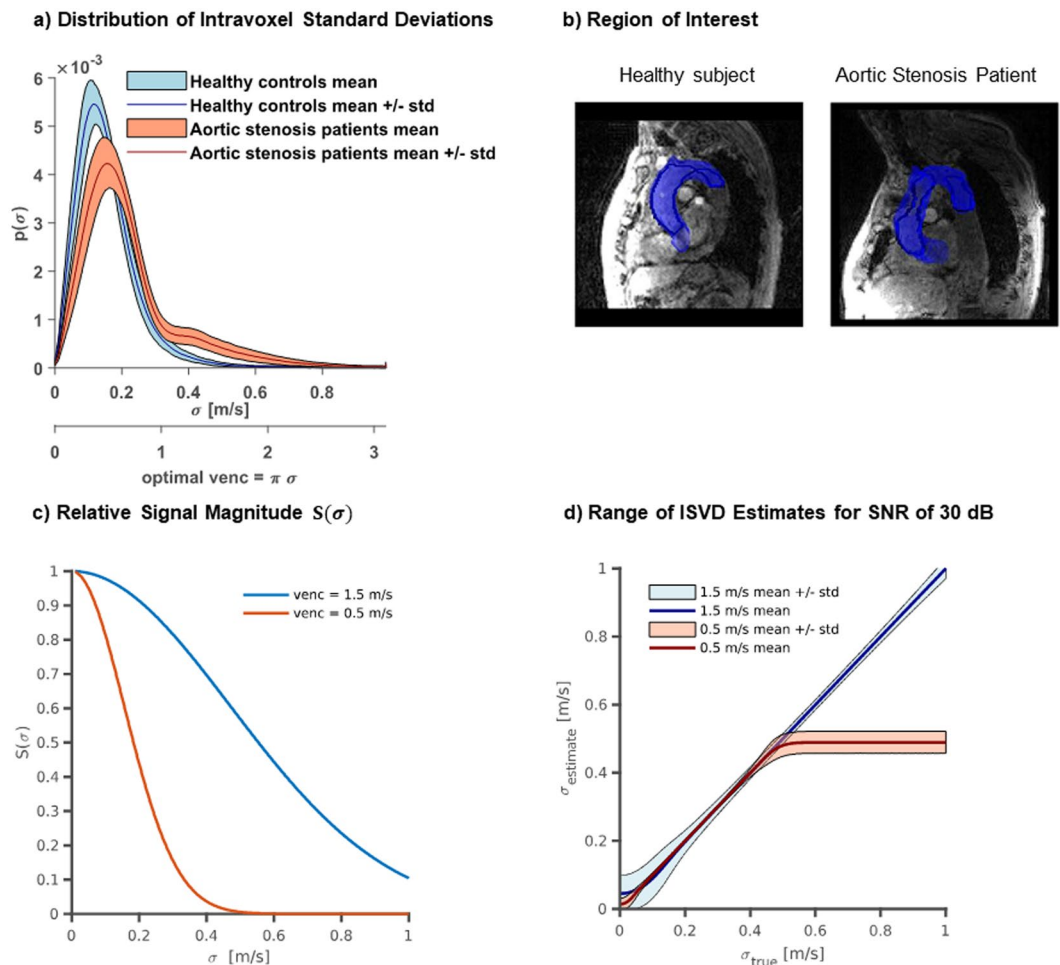 a) Distribution of Intravoxel Standard Deviations
×10⁻³
6
5
4
3
2
1
0
p(σ)
Healthy controls mean
Healthy controls mean +/- std
Aortic stenosis patients mean
Aortic stenosis patients mean +/- std
0 0.2 0.4 0.6 0.8
σ [m/s]
0 1 2 3
optimal venc = π σ
b) Region of Interest
Healthy subject
Aortic Stenosis Patient
c) Relative Signal Magnitude S(σ)
1
0.9
0.8
0.7
0.6
0.5
0.4
0.3
0.2
0.1
0
S(σ)
venc = 1.5 m/s
venc = 0.5 m/s
0 0.2 0.4 0.6 0.8 1
σ [m/s]
d) Range of ISVD Estimates for SNR of 30 dB
1
0.8
0.6
0.4
0.2
0
σestimate [m/s]
1.5 m/s mean +/- std
1.5 m/s mean
0.5 m/s mean +/- std
0.5 m/s mean
0 0.2 0.4 0.6 0.8 1
σtrue [m/s]